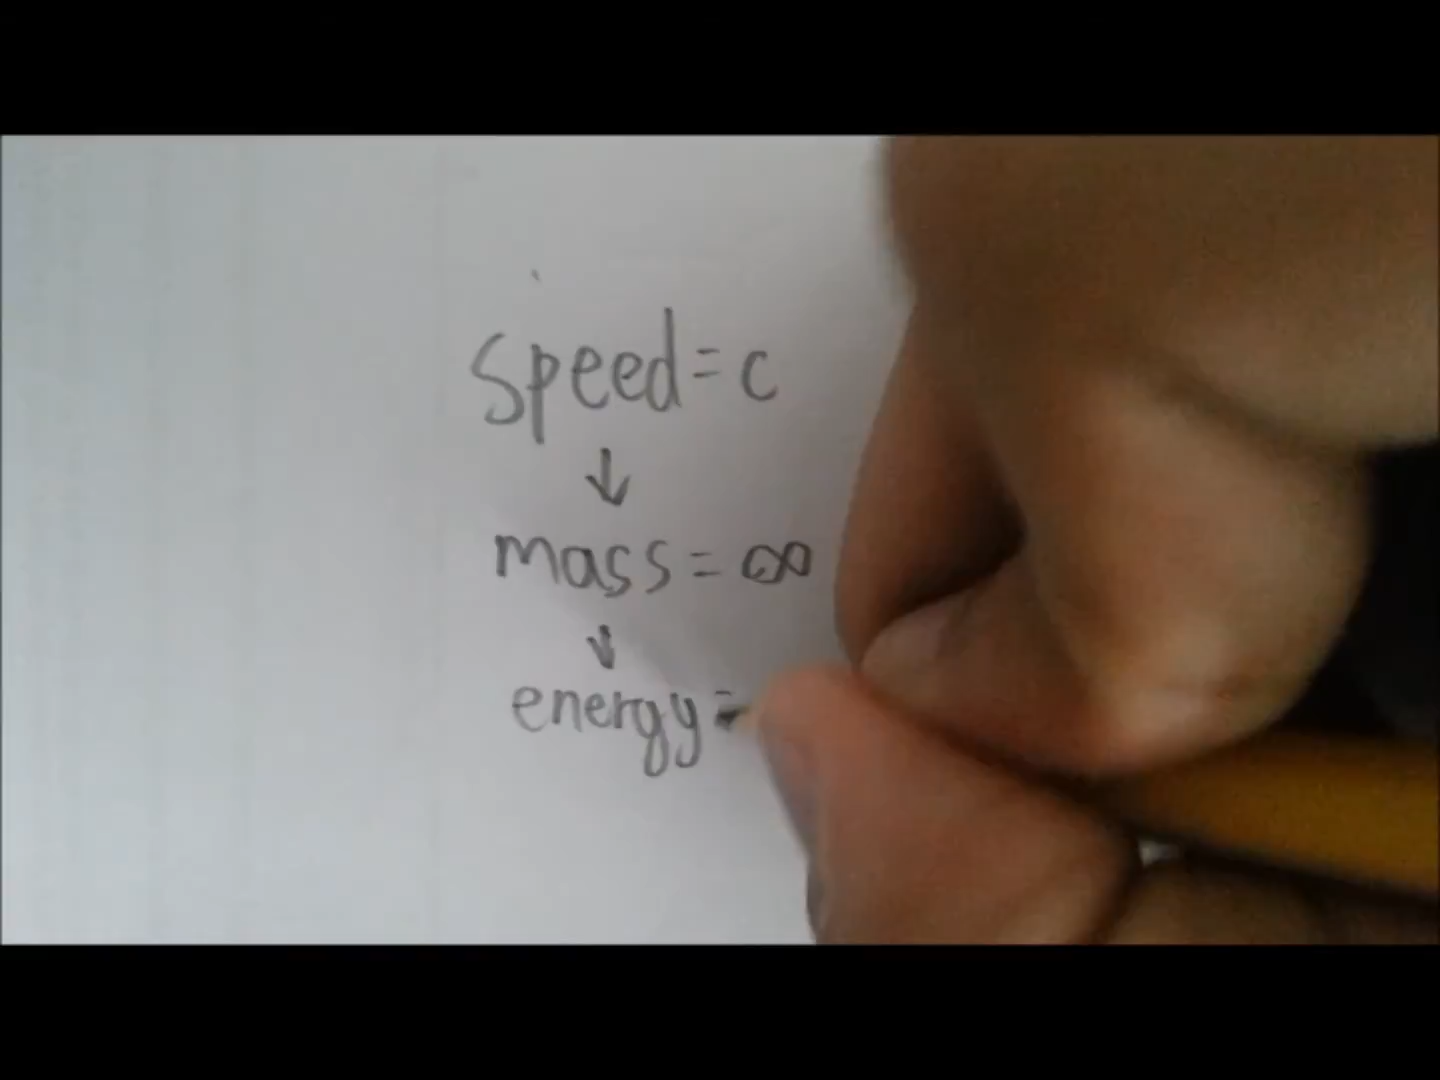 Speed = c
↓
mass = ∞
↓
energy =